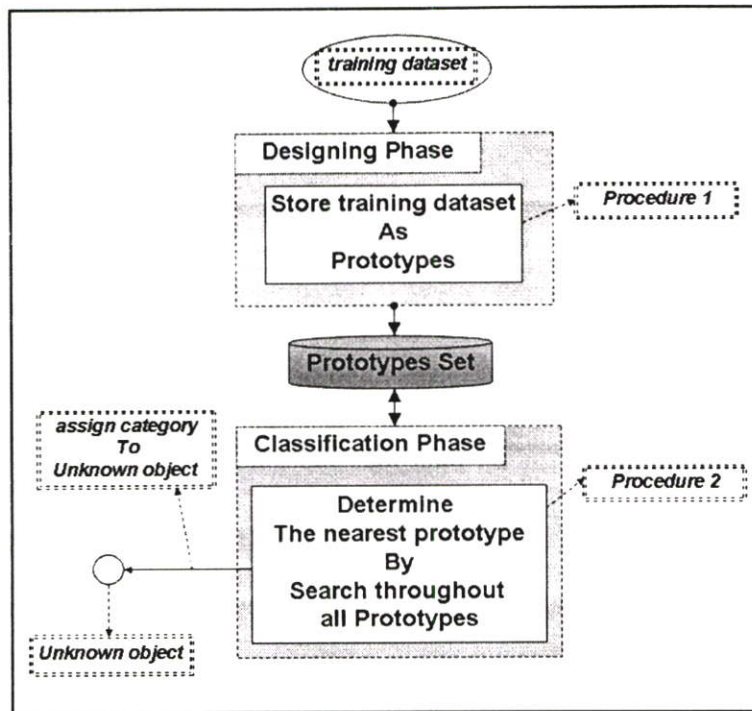 training dataset
Designing Phase
Store training dataset
As
Prototypes
Procedure 1
Prototypes Set
assign category
To
Unknown object
Classification Phase
Procedure 2
Determine
The nearest prototype
By
Search throughout
all Prototypes
Unknown object